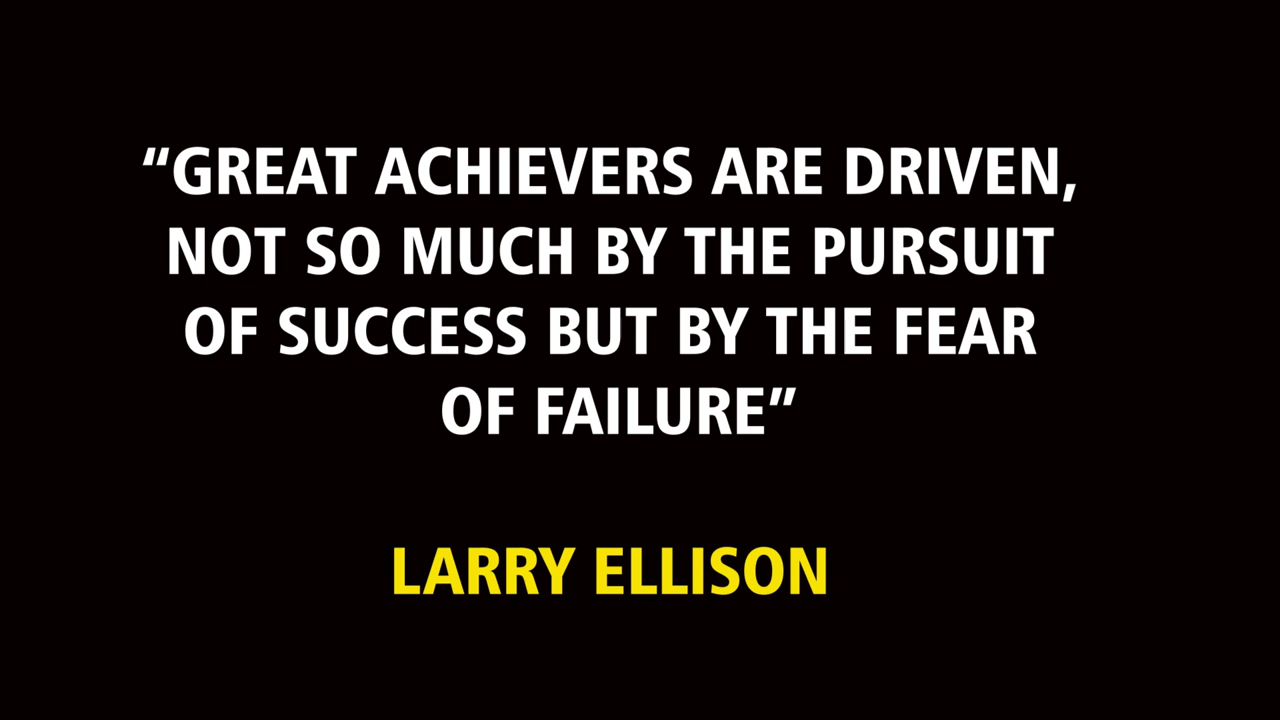 “GREAT ACHIEVERS ARE DRIVEN,
NOT SO MUCH BY THE PURSUIT
OF SUCCESS BUT BY THE FEAR
OF FAILURE”
LARRY ELLISON